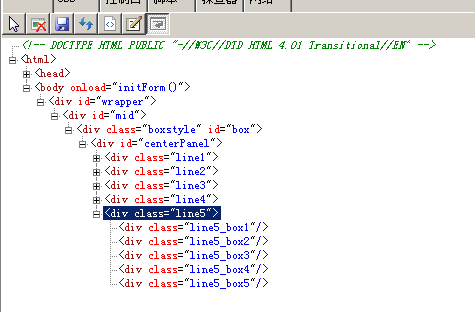 CSS 控制台 脚本 探查器 网络
<!-- DOCTYPE HTML PUBLIC "-//W3C//DTD HTML 4.01 Transitional//EN" -->
<html>
<head>
<body onload="initForm()">
<div id="wrapper">
<div id="mid">
<div class="boxstyle" id="box">
<div id="centerPanel">
<div class="line1">
<div class="line2">
<div class="line3">
<div class="line4">
<div class="line5">
<div class="line5_box1"/>
<div class="line5_box2"/>
<div class="line5_box3"/>
<div class="line5_box4"/>
<div class="line5_box5"/>